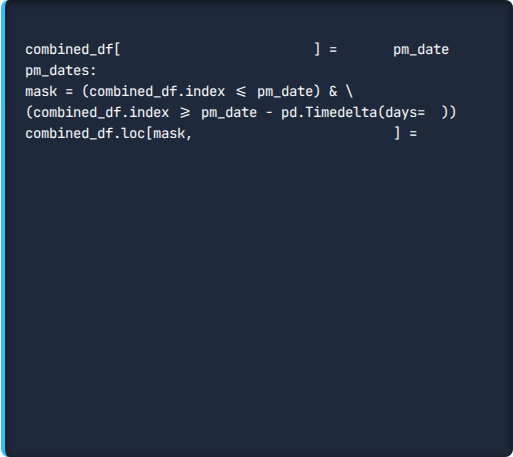 combined_df[ ] = pm_date
pm_dates:
mask = (combined_df.index ≤ pm_date) & \
(combined_df.index ≥ pm_date - pd.Timedelta(days= ))
combined_df.loc[mask, ] =